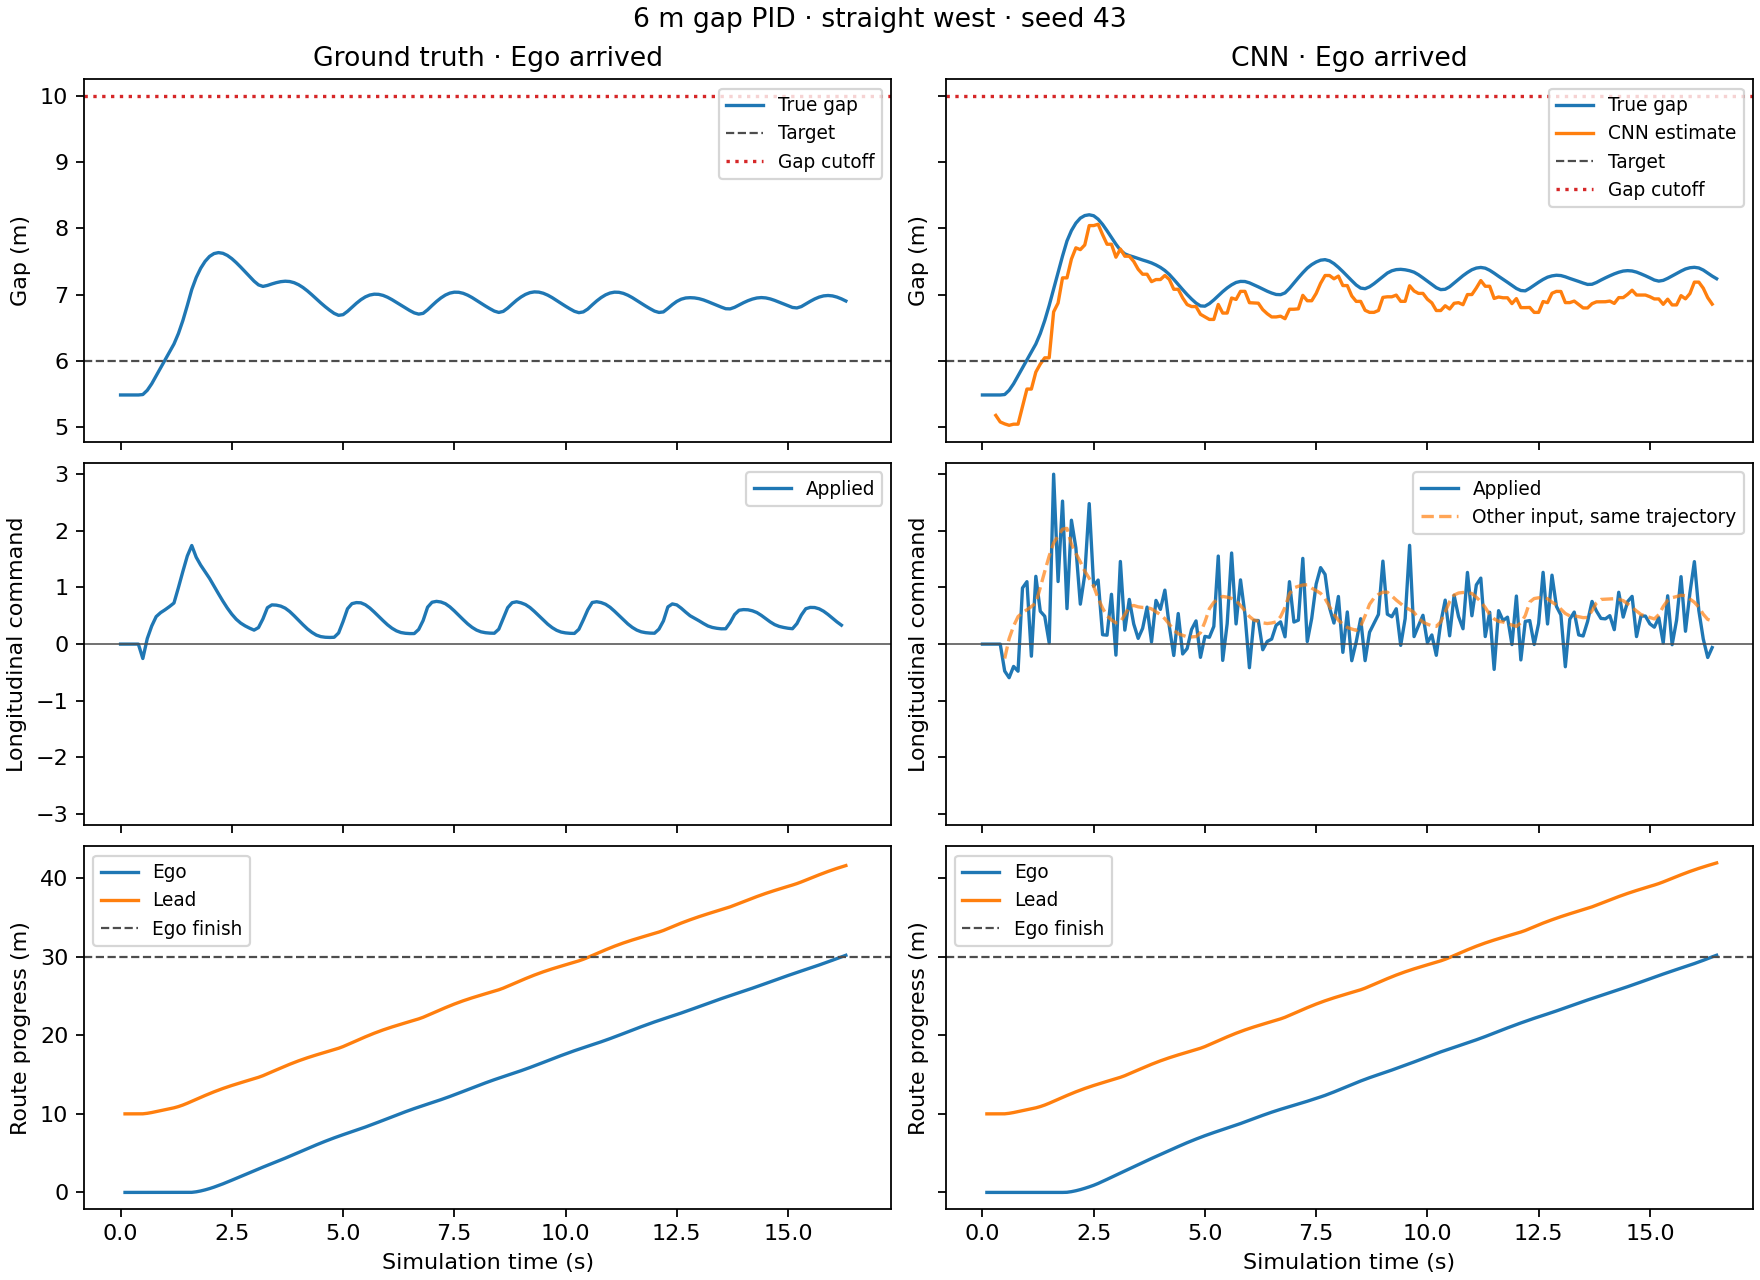 6 m gap PID · straight west · seed 43
Ground truth · Ego arrived
Gap (m)
10
9
8
7
6
5
True gap
Target
Gap cutoff
CNN · Ego arrived
Gap (m)
True gap
CNN estimate
Target
Gap cutoff
Longitudinal command
3
2
1
0
−1
−2
−3
Applied
Longitudinal command
Applied
Other input, same trajectory
Route progress (m)
40
30
20
10
0
Ego
Lead
Ego finish
0.0 2.5 5.0 7.5 10.0 12.5 15.0
Simulation time (s)
Route progress (m)
Ego
Lead
Ego finish
0.0 2.5 5.0 7.5 10.0 12.5 15.0
Simulation time (s)